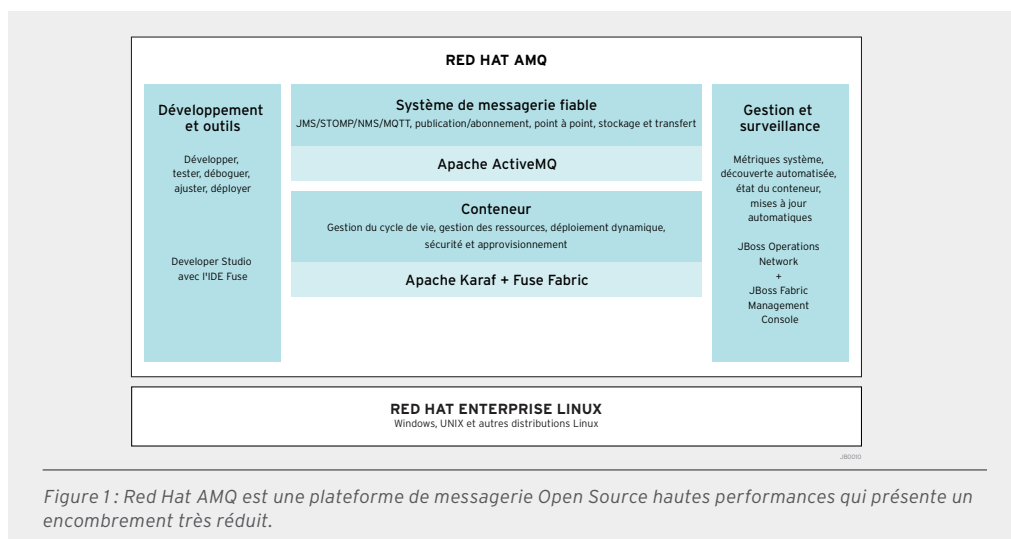 RED HAT AMQ
Développement
et outils
Développer,
tester, déboguer,
ajuster, déployer
Developer Studio
avec l'IDE Fuse
Système de messagerie fiable
JMS/STOMP/NMS/MQTT, publication/abonnement, point à point, stockage et transfert
Apache ActiveMQ
Conteneur
Gestion du cycle de vie, gestion des ressources, déploiement dynamique,
sécurité et approvisionnement
Apache Karaf + Fuse Fabric
Gestion et
surveillance
Métriques système,
découverte automatisée,
état du conteneur,
mises à jour
automatiques
JBoss Operations
Network
+
JBoss Fabric
Management
Console
RED HAT ENTERPRISE LINUX
Windows, UNIX et autres distributions Linux
JB0010
Figure 1 : Red Hat AMQ est une plateforme de messagerie Open Source hautes performances qui présente un
encombrement très réduit.